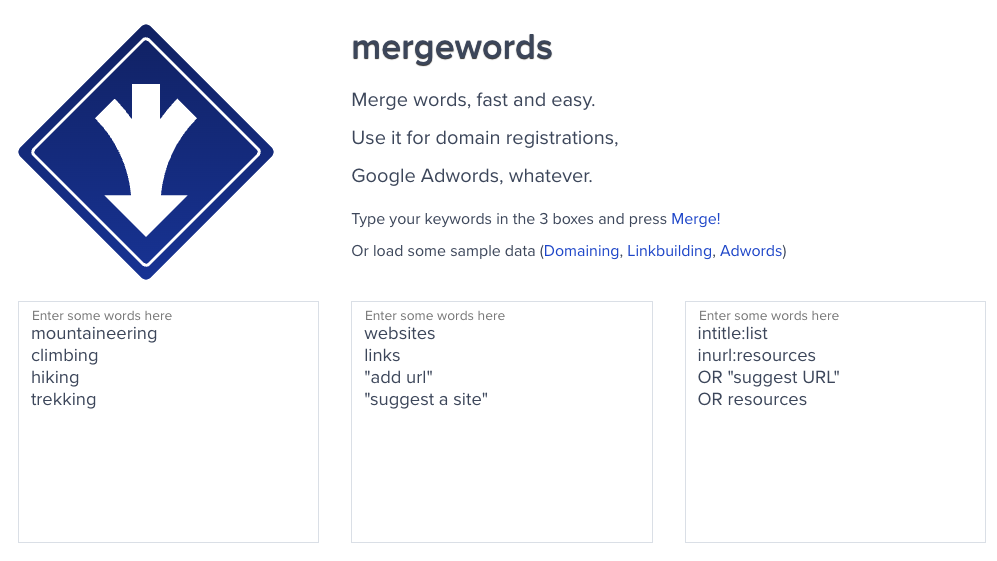 mergewords
Merge words, fast and easy.
Use it for domain registrations,
Google Adwords, whatever.
Type your keywords in the 3 boxes and press Merge!
Or load some sample data (Domaining, Linkbuilding, Adwords)
Enter some words here
mountaineering
climbing
hiking
trekking
Enter some words here
websites
links
"add url"
"suggest a site"
Enter some words here
intitle:list
inurl:resources
OR "suggest URL"
OR resources